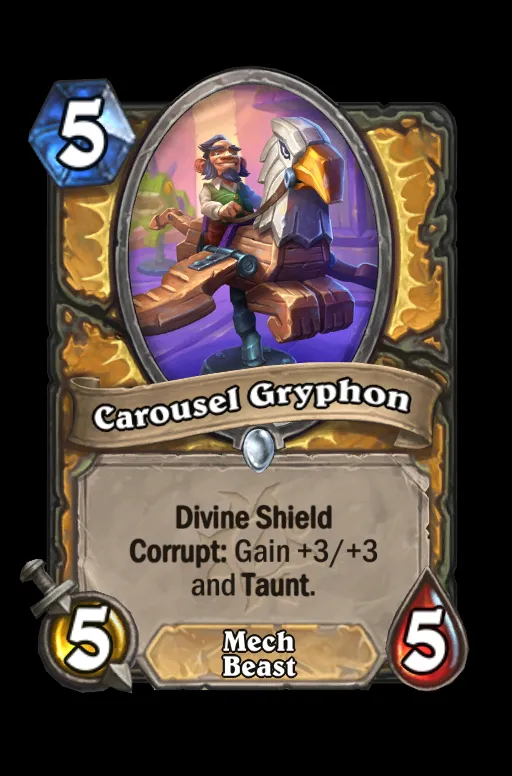 5
Carousel Gryphon
Divine Shield
Corrupt: Gain +3/+3
and Taunt.
5
Mech
Beast
5